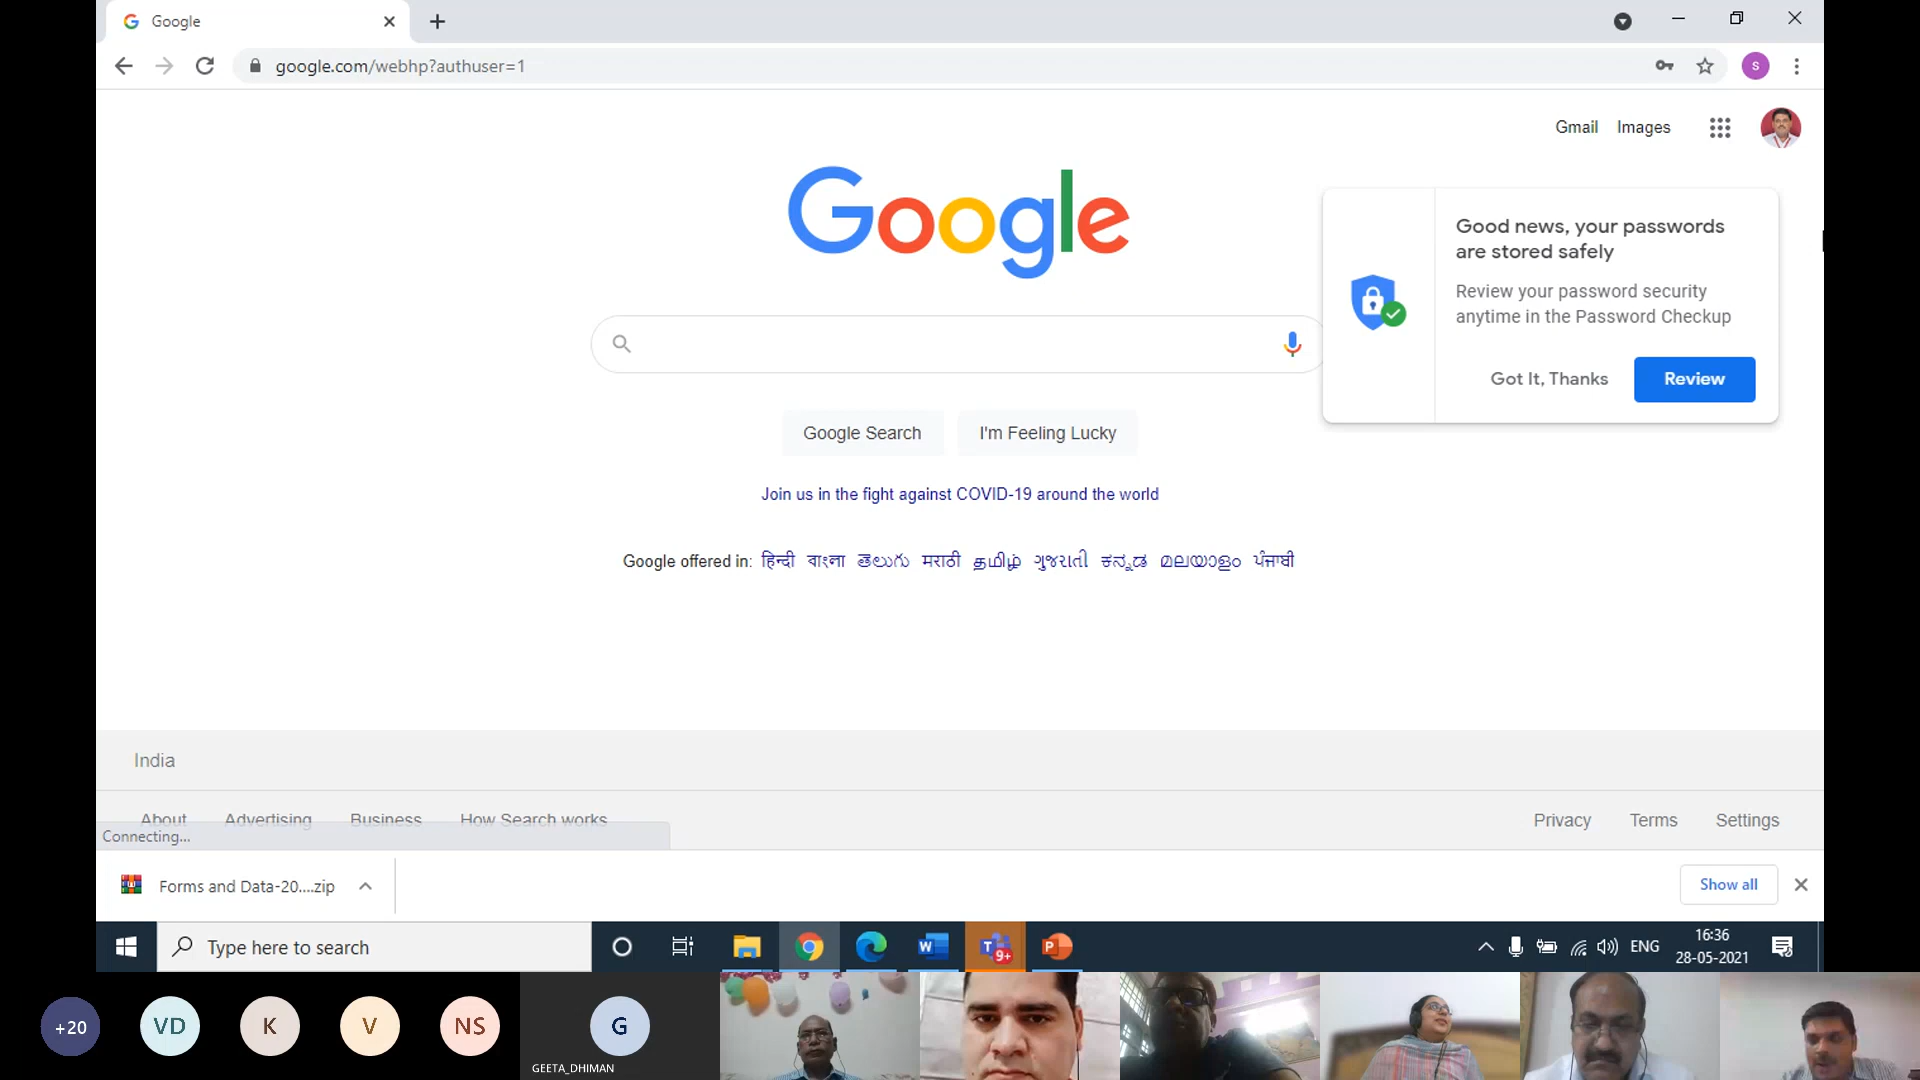 Google
google.com/webhp?authuser=1
S
Gmail Images
Google
Good news, your passwords
are stored safely
Review your password security
anytime in the Password Checkup
Got It, Thanks Review
Google Search I'm Feeling Lucky
Join us in the fight against COVID-19 around the world
Google offered in: हिन्दी বাংলা తెలుగు मराठी தமிழ் ગુજરાતી ಕನ್ನಡ മലയാളം ਪੰਜਾਬੀ
India
About Advertising Business How Search works Privacy Terms Settings
Connecting...
Forms and Data-20....zip Show all
Type here to search
W T 9+ P
ENG
16:36
28-05-2021
+20 VD K V NS G
GEETA_DHIMAN